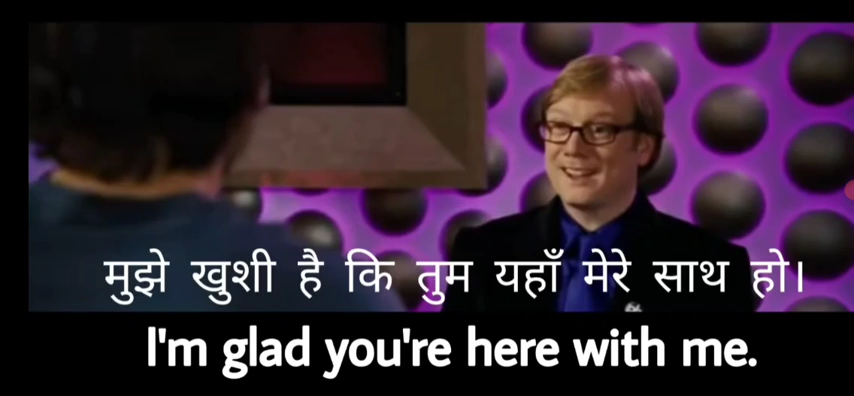 मुझे खुशी है कि तुम यहाँ मेरे साथ हो।
I'm glad you're here with me.